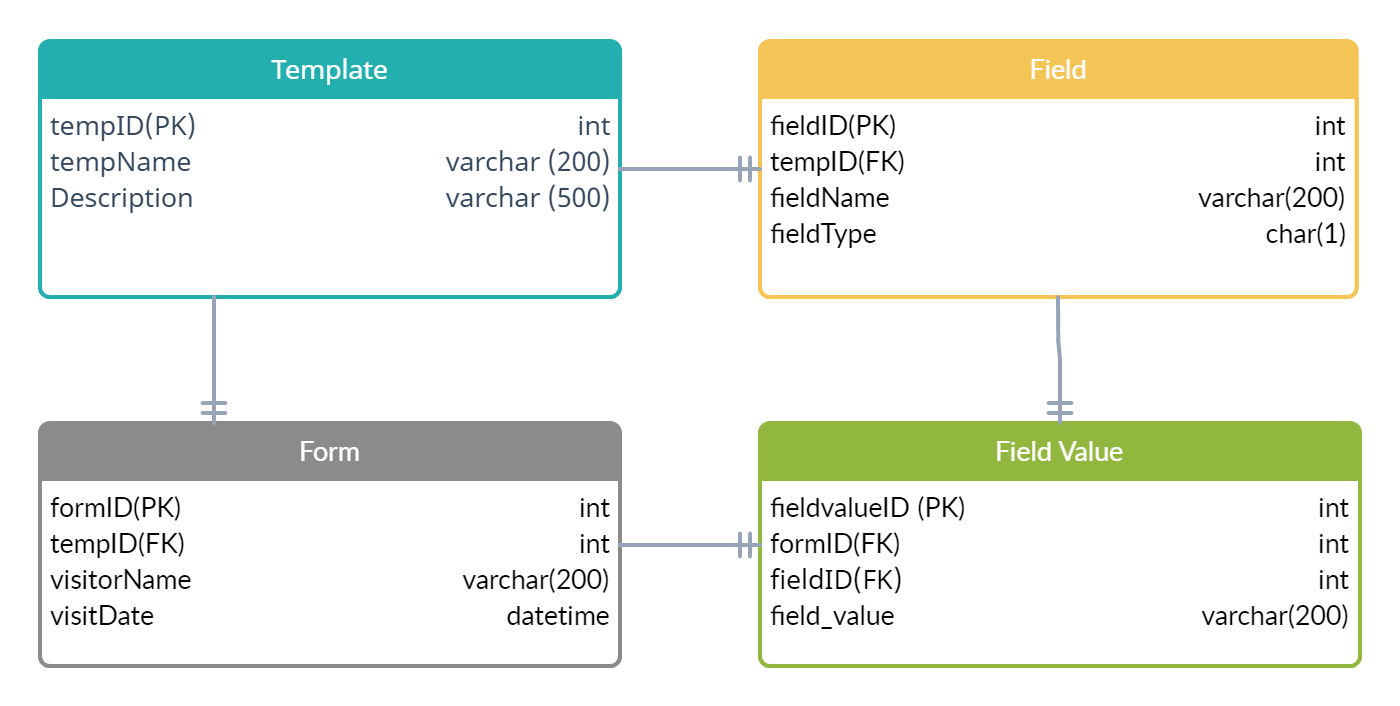 Template
tempID(PK) int
tempName varchar (200)
Description varchar (500)
Field
fieldID(PK) int
tempID(FK) int
fieldName varchar(200)
fieldType char(1)
Form
formID(PK) int
tempID(FK) int
visitorName varchar(200)
visitDate datetime
Field Value
fieldvalueID (PK) int
formID(FK) int
fieldID(FK) int
field_value varchar(200)